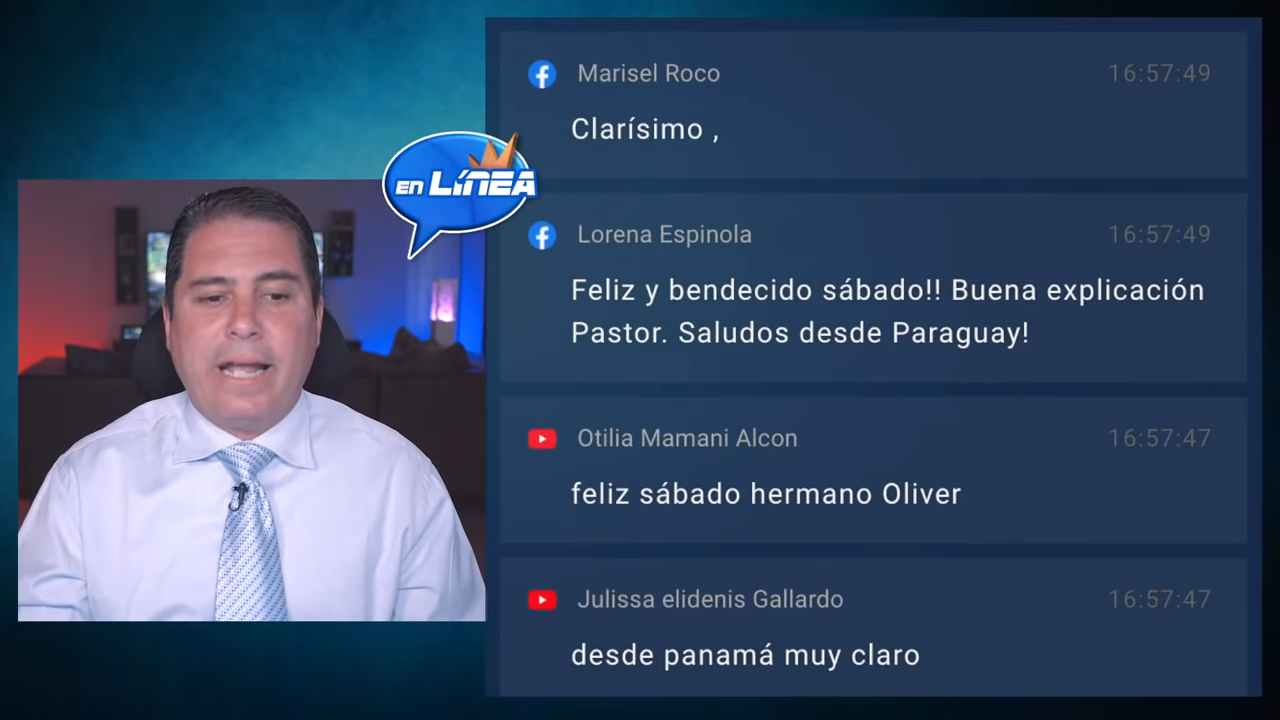 EN LÍNEA
Marisel Roco 16:57:49
Clarísimo ,
Lorena Espinola 16:57:49
Feliz y bendecido sábado!! Buena explicación
Pastor. Saludos desde Paraguay!
Otilia Mamani Alcon 16:57:47
feliz sábado hermano Oliver
Julissa elidenis Gallardo 16:57:47
desde panamá muy claro